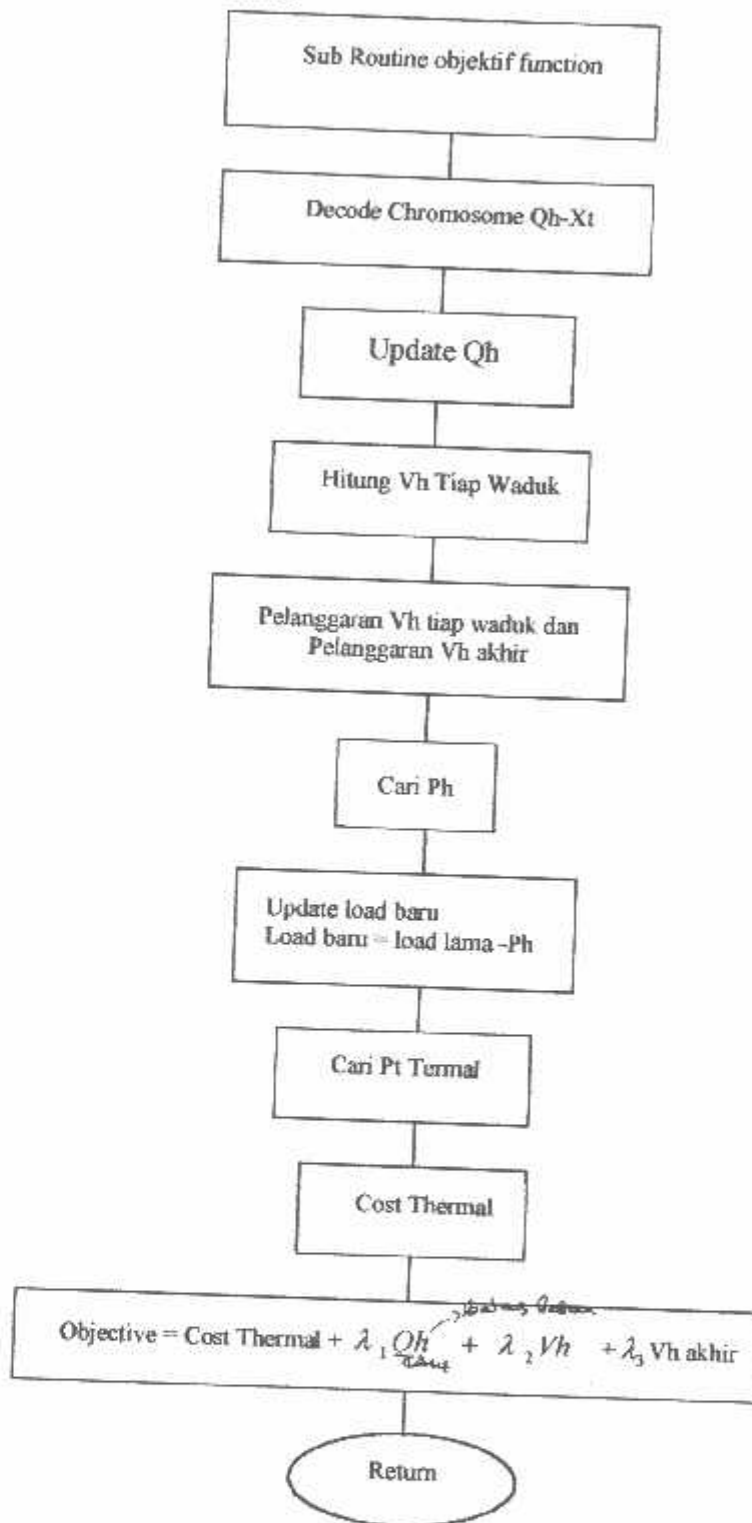 Sub Routine objektif function
Decode Chromosome Qh-Xt
Update Qh
Hitung Vh Tiap Waduk
Pelanggaran Vh tiap waduk dan
Pelanggaran Vh akhir
Cari Ph
Update load baru
Load baru = load lama -Ph
Cari Pt Termal
Cost Thermal
Objective = Cost Thermal + λ₁ Qh + λ₂ Vh + λ₃ Vh akhir
Return